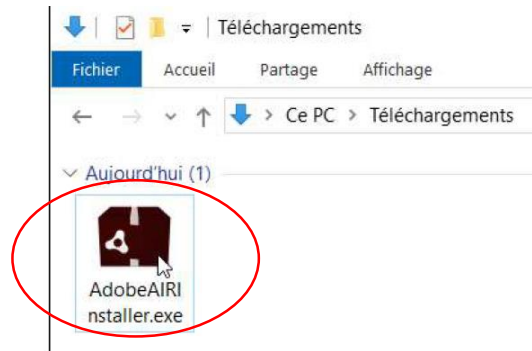 Téléchargements
Fichier Accueil Partage Affichage
Ce PC > Téléchargements
Aujourd'hui (1)
AdobeAIRI
nstaller.exe